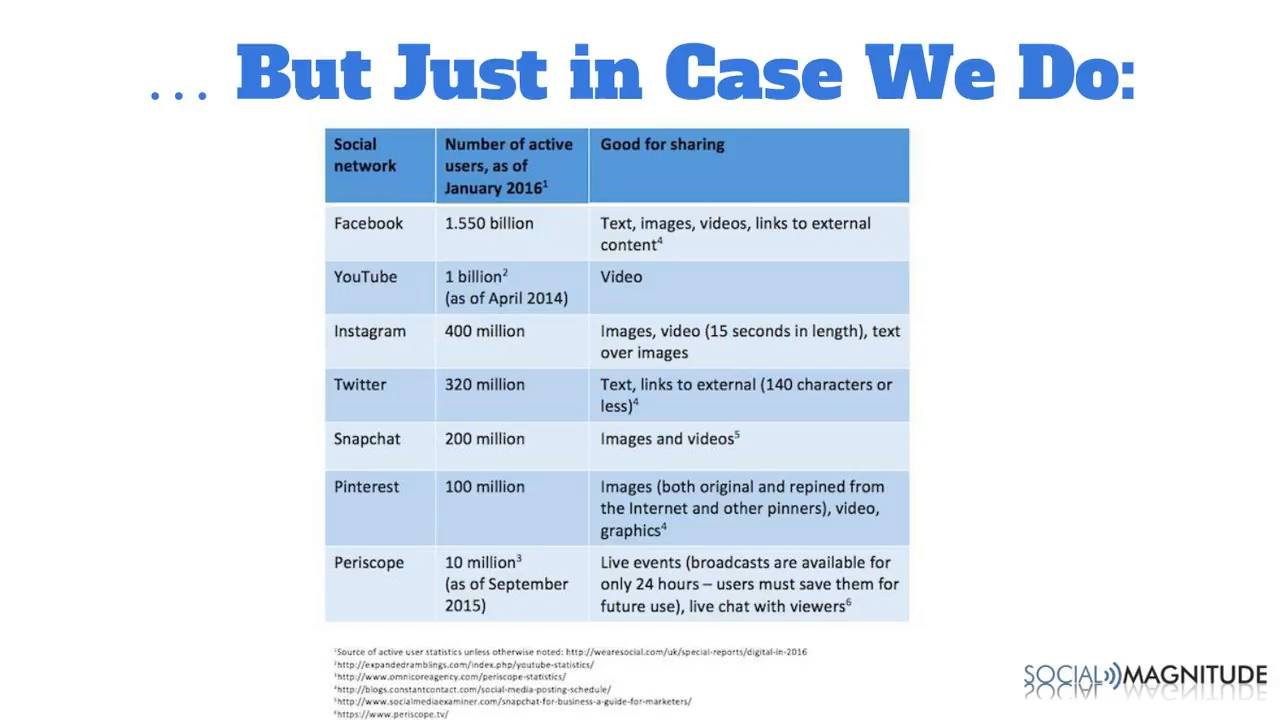 ... But Just in Case We Do:
Social
network
Number of active
users, as of
January 2016¹
Good for sharing
Facebook
1.550 billion
Text, images, videos, links to external
content⁴
YouTube
1 billion²
(as of April 2014)
Video
Instagram
400 million
Images, video (15 seconds in length), text
over images
Twitter
320 million
Text, links to external (140 characters or
less)⁴
Snapchat
200 million
Images and videos⁵
Pinterest
100 million
Images (both original and repined from
the Internet and other pinners), video,
graphics⁴
Periscope
10 million³
(as of September
2015)
Live events (broadcasts are available for
only 24 hours – users must save them for
future use), live chat with viewers⁶
¹Source of active user statistics unless otherwise noted: http://wearesocial.com/uk/special-reports/digital-in-2016
²http://expandedramblings.com/index.php/youtube-statistics/
³http://www.omnicoreagency.com/periscope-statistics/
⁴http://blogs.constantcontact.com/social-media-posting-schedule/
⁵http://www.socialmediaexaminer.com/snapchat-for-business-a-guide-for-marketers/
⁶https://www.periscope.tv/
SOCIAL MAGNITUDE